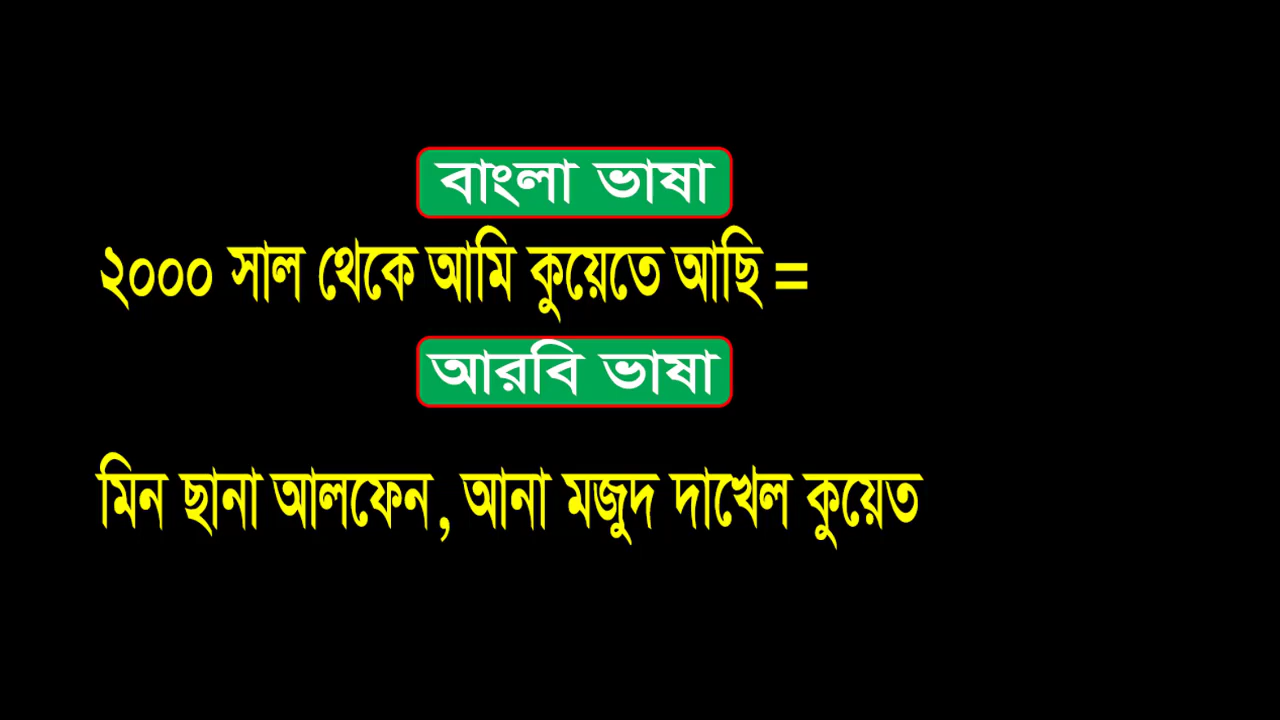 বাংলা ভাষা
২০০০ সাল থেকে আমি কুয়েতে আছি =
আরবি ভাষা
মিন ছানা আলফেন, আনা মজুদ দাখেল কুয়েত